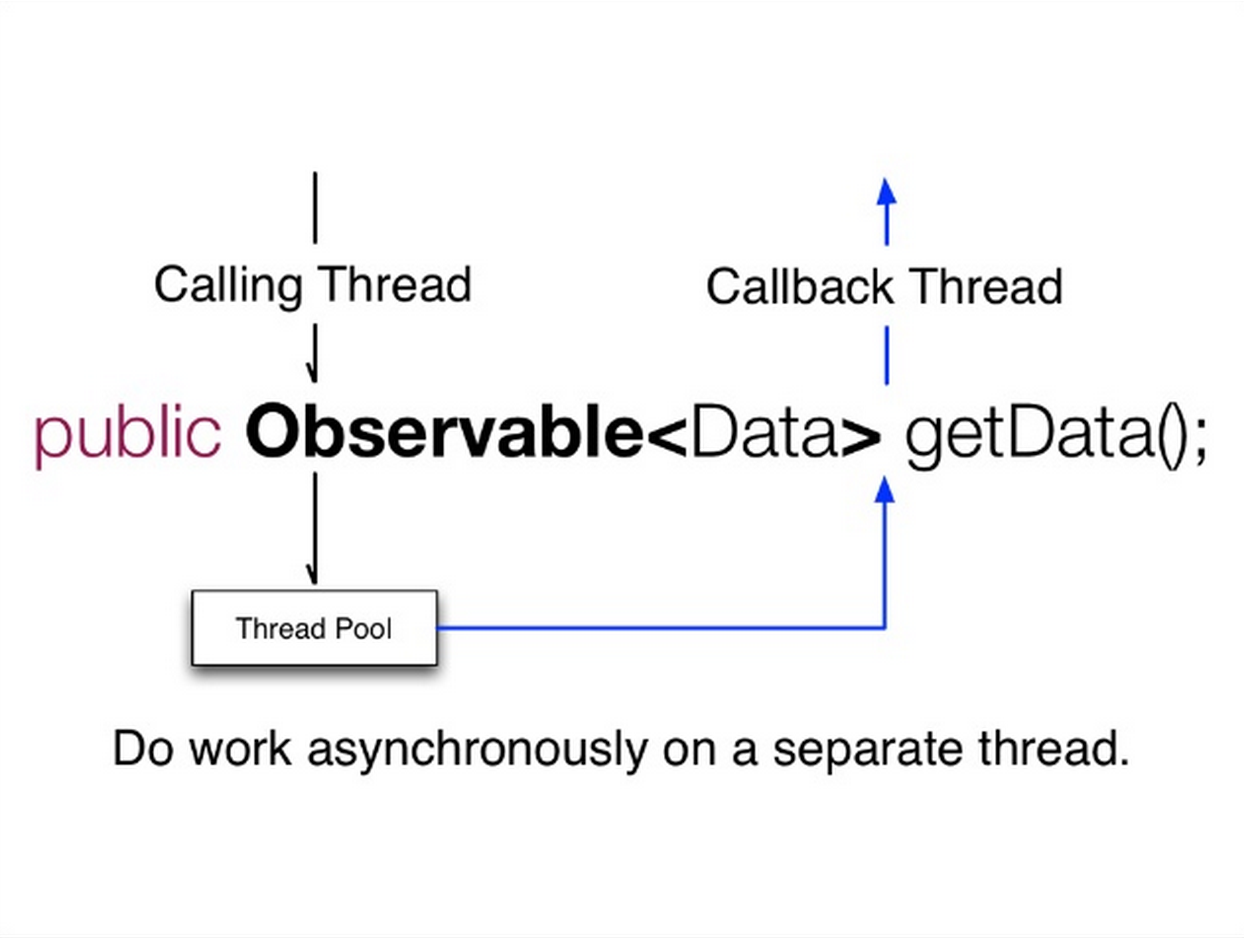 Calling Thread
Callback Thread
public Observable<Data> getData();
Thread Pool
Do work asynchronously on a separate thread.